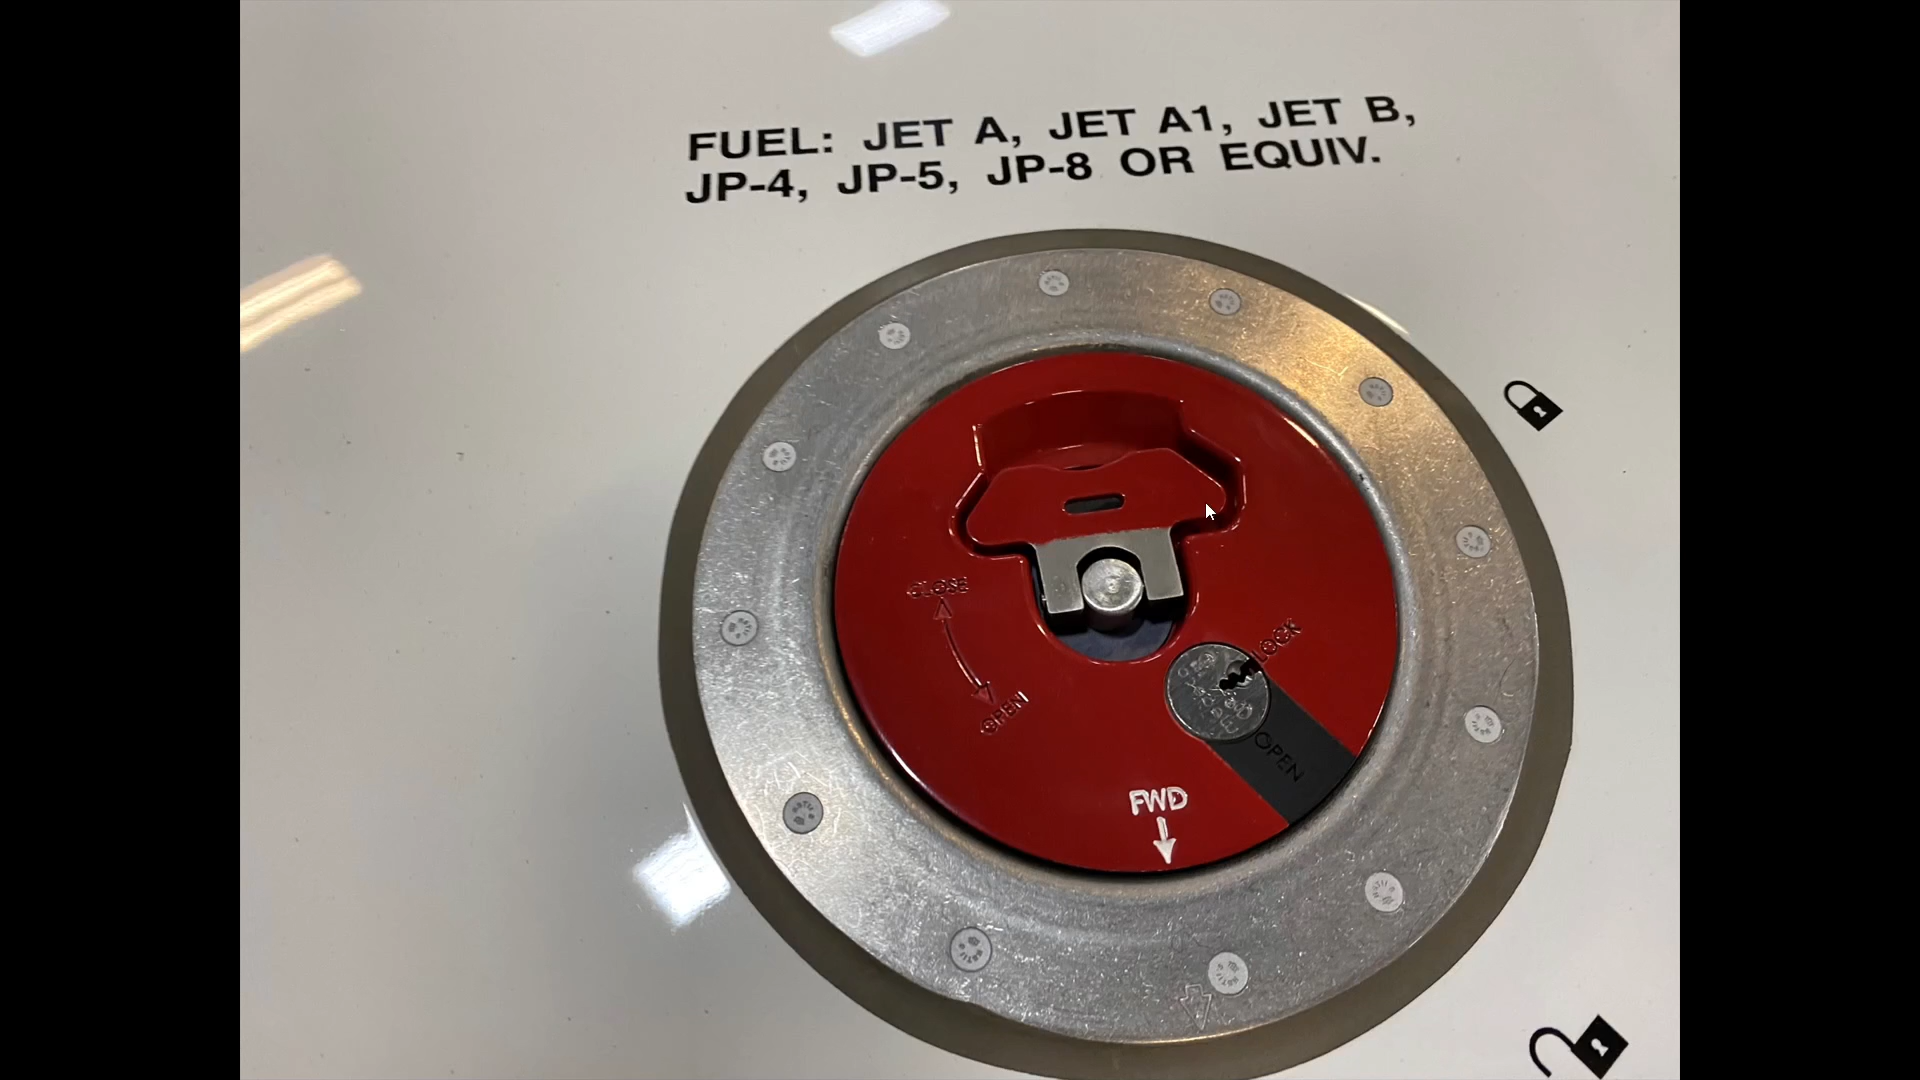 FUEL: JET A, JET A1, JET B,
JP-4, JP-5, JP-8 OR EQUIV.
CLOSE
OPEN
LOCK
OPEN
FWD